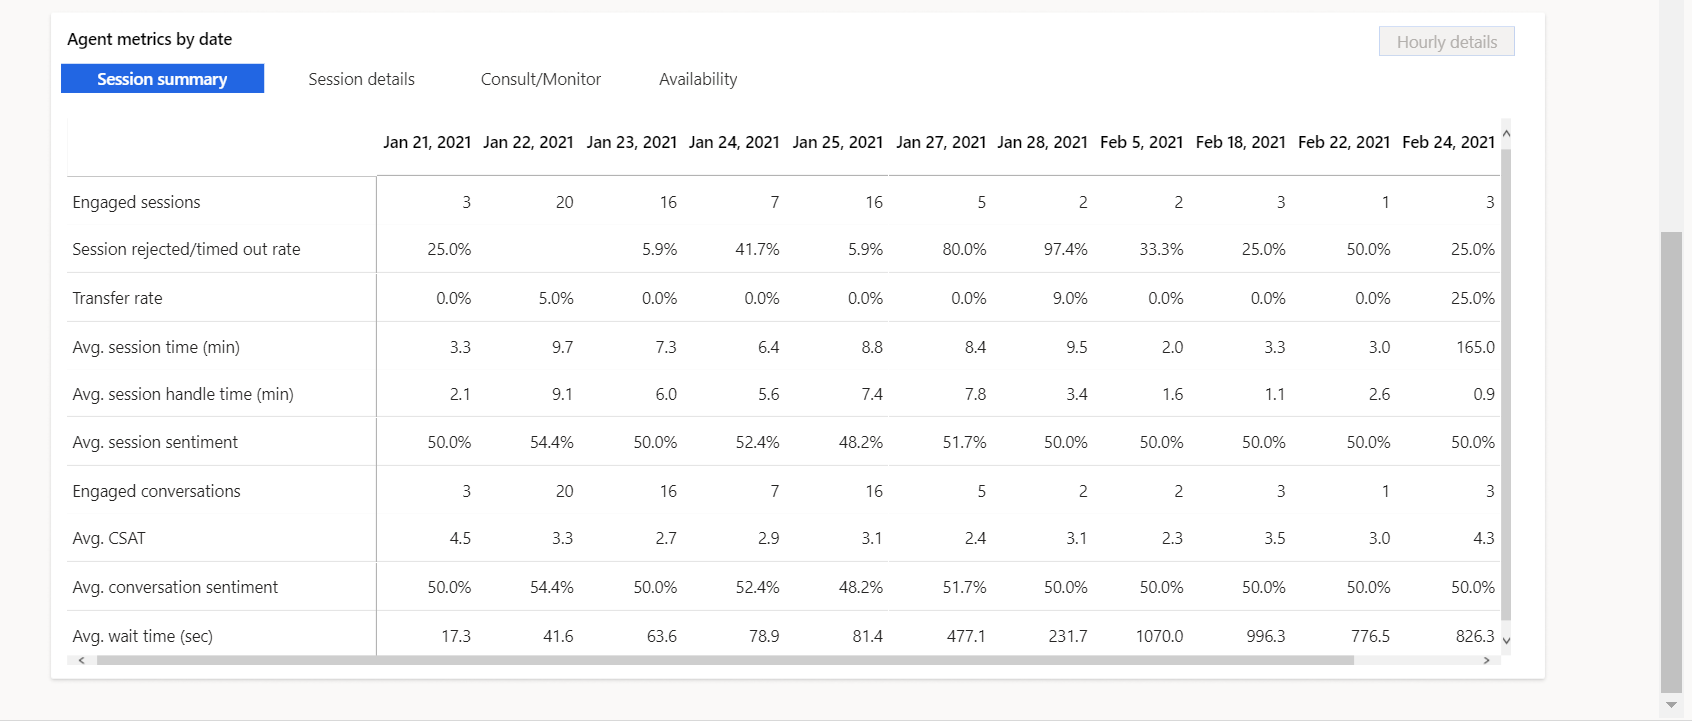 Agent metrics by date
Hourly details
Session summary Session details Consult/Monitor Availability
Jan 21, 2021 Jan 22, 2021 Jan 23, 2021 Jan 24, 2021 Jan 25, 2021 Jan 27, 2021 Jan 28, 2021 Feb 5, 2021 Feb 18, 2021 Feb 22, 2021 Feb 24, 2021
Engaged sessions 3 20 16 7 16 5 2 2 3 1 3
Session rejected/timed out rate 25.0% 5.9% 41.7% 5.9% 80.0% 97.4% 33.3% 25.0% 50.0% 25.0%
Transfer rate 0.0% 5.0% 0.0% 0.0% 0.0% 0.0% 9.0% 0.0% 0.0% 0.0% 25.0%
Avg. session time (min) 3.3 9.7 7.3 6.4 8.8 8.4 9.5 2.0 3.3 3.0 165.0
Avg. session handle time (min) 2.1 9.1 6.0 5.6 7.4 7.8 3.4 1.6 1.1 2.6 0.9
Avg. session sentiment 50.0% 54.4% 50.0% 52.4% 48.2% 51.7% 50.0% 50.0% 50.0% 50.0% 50.0%
Engaged conversations 3 20 16 7 16 5 2 2 3 1 3
Avg. CSAT 4.5 3.3 2.7 2.9 3.1 2.4 3.1 2.3 3.5 3.0 4.3
Avg. conversation sentiment 50.0% 54.4% 50.0% 52.4% 48.2% 51.7% 50.0% 50.0% 50.0% 50.0% 50.0%
Avg. wait time (sec) 17.3 41.6 63.6 78.9 81.4 477.1 231.7 1070.0 996.3 776.5 826.3